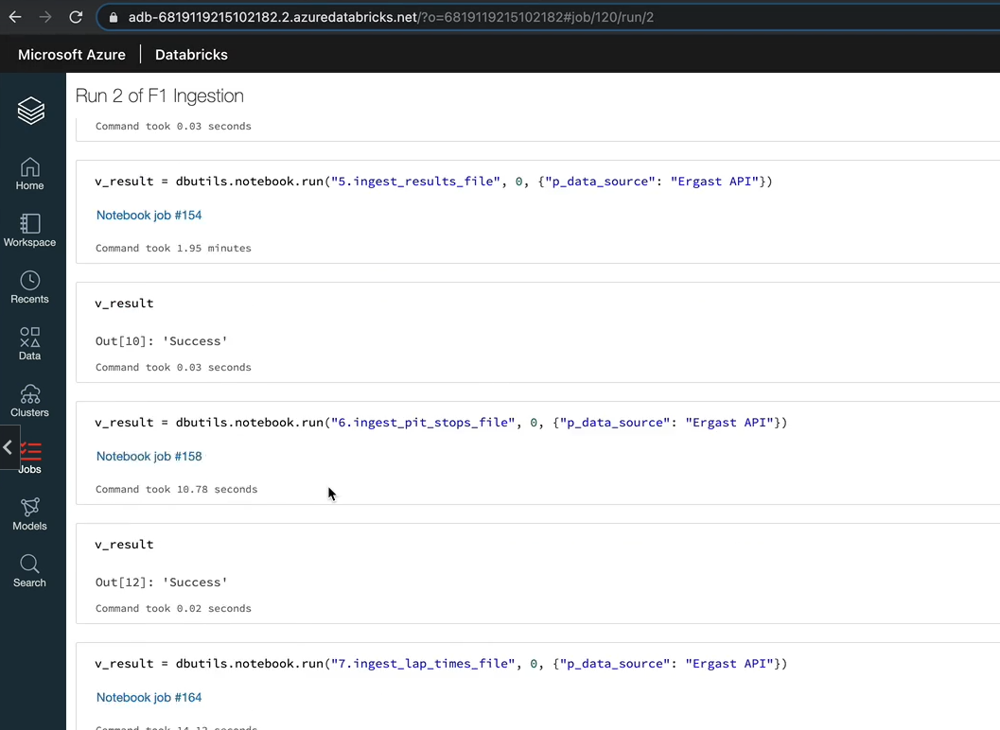 adb-6819119215102182.2.azuredatabricks.net/?o=6819119215102182#job/120/run/2
Microsoft Azure | Databricks
Run 2 of F1 Ingestion
Home
Workspace
Recents
Data
Clusters
Jobs
Models
Search
Command took 0.03 seconds
v_result = dbutils.notebook.run("5.ingest_results_file", 0, {"p_data_source": "Ergast API"})
Notebook job #154
Command took 1.95 minutes
v_result
Out[10]: 'Success'
Command took 0.03 seconds
v_result = dbutils.notebook.run("6.ingest_pit_stops_file", 0, {"p_data_source": "Ergast API"})
Notebook job #158
Command took 10.78 seconds
v_result
Out[12]: 'Success'
Command took 0.02 seconds
v_result = dbutils.notebook.run("7.ingest_lap_times_file", 0, {"p_data_source": "Ergast API"})
Notebook job #164
Command took 14.12 seconds